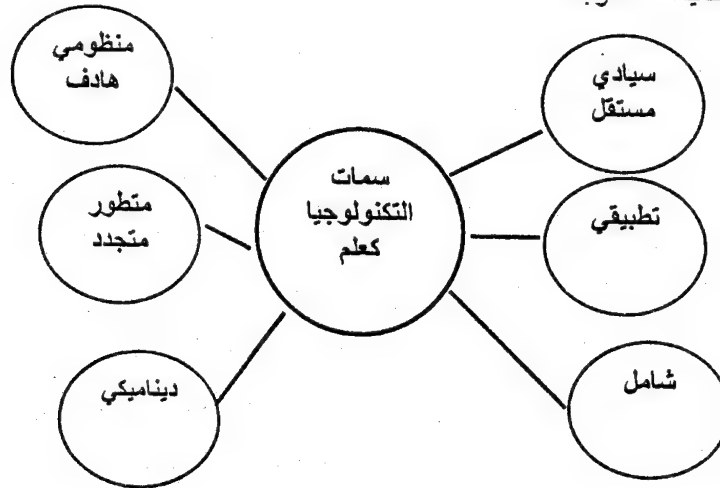 سيادي
مستقل
تطبيقي
شامل
سمات
التكنولوجيا
كعلم
منظومي
هادف
متطور
متجدد
ديناميكي